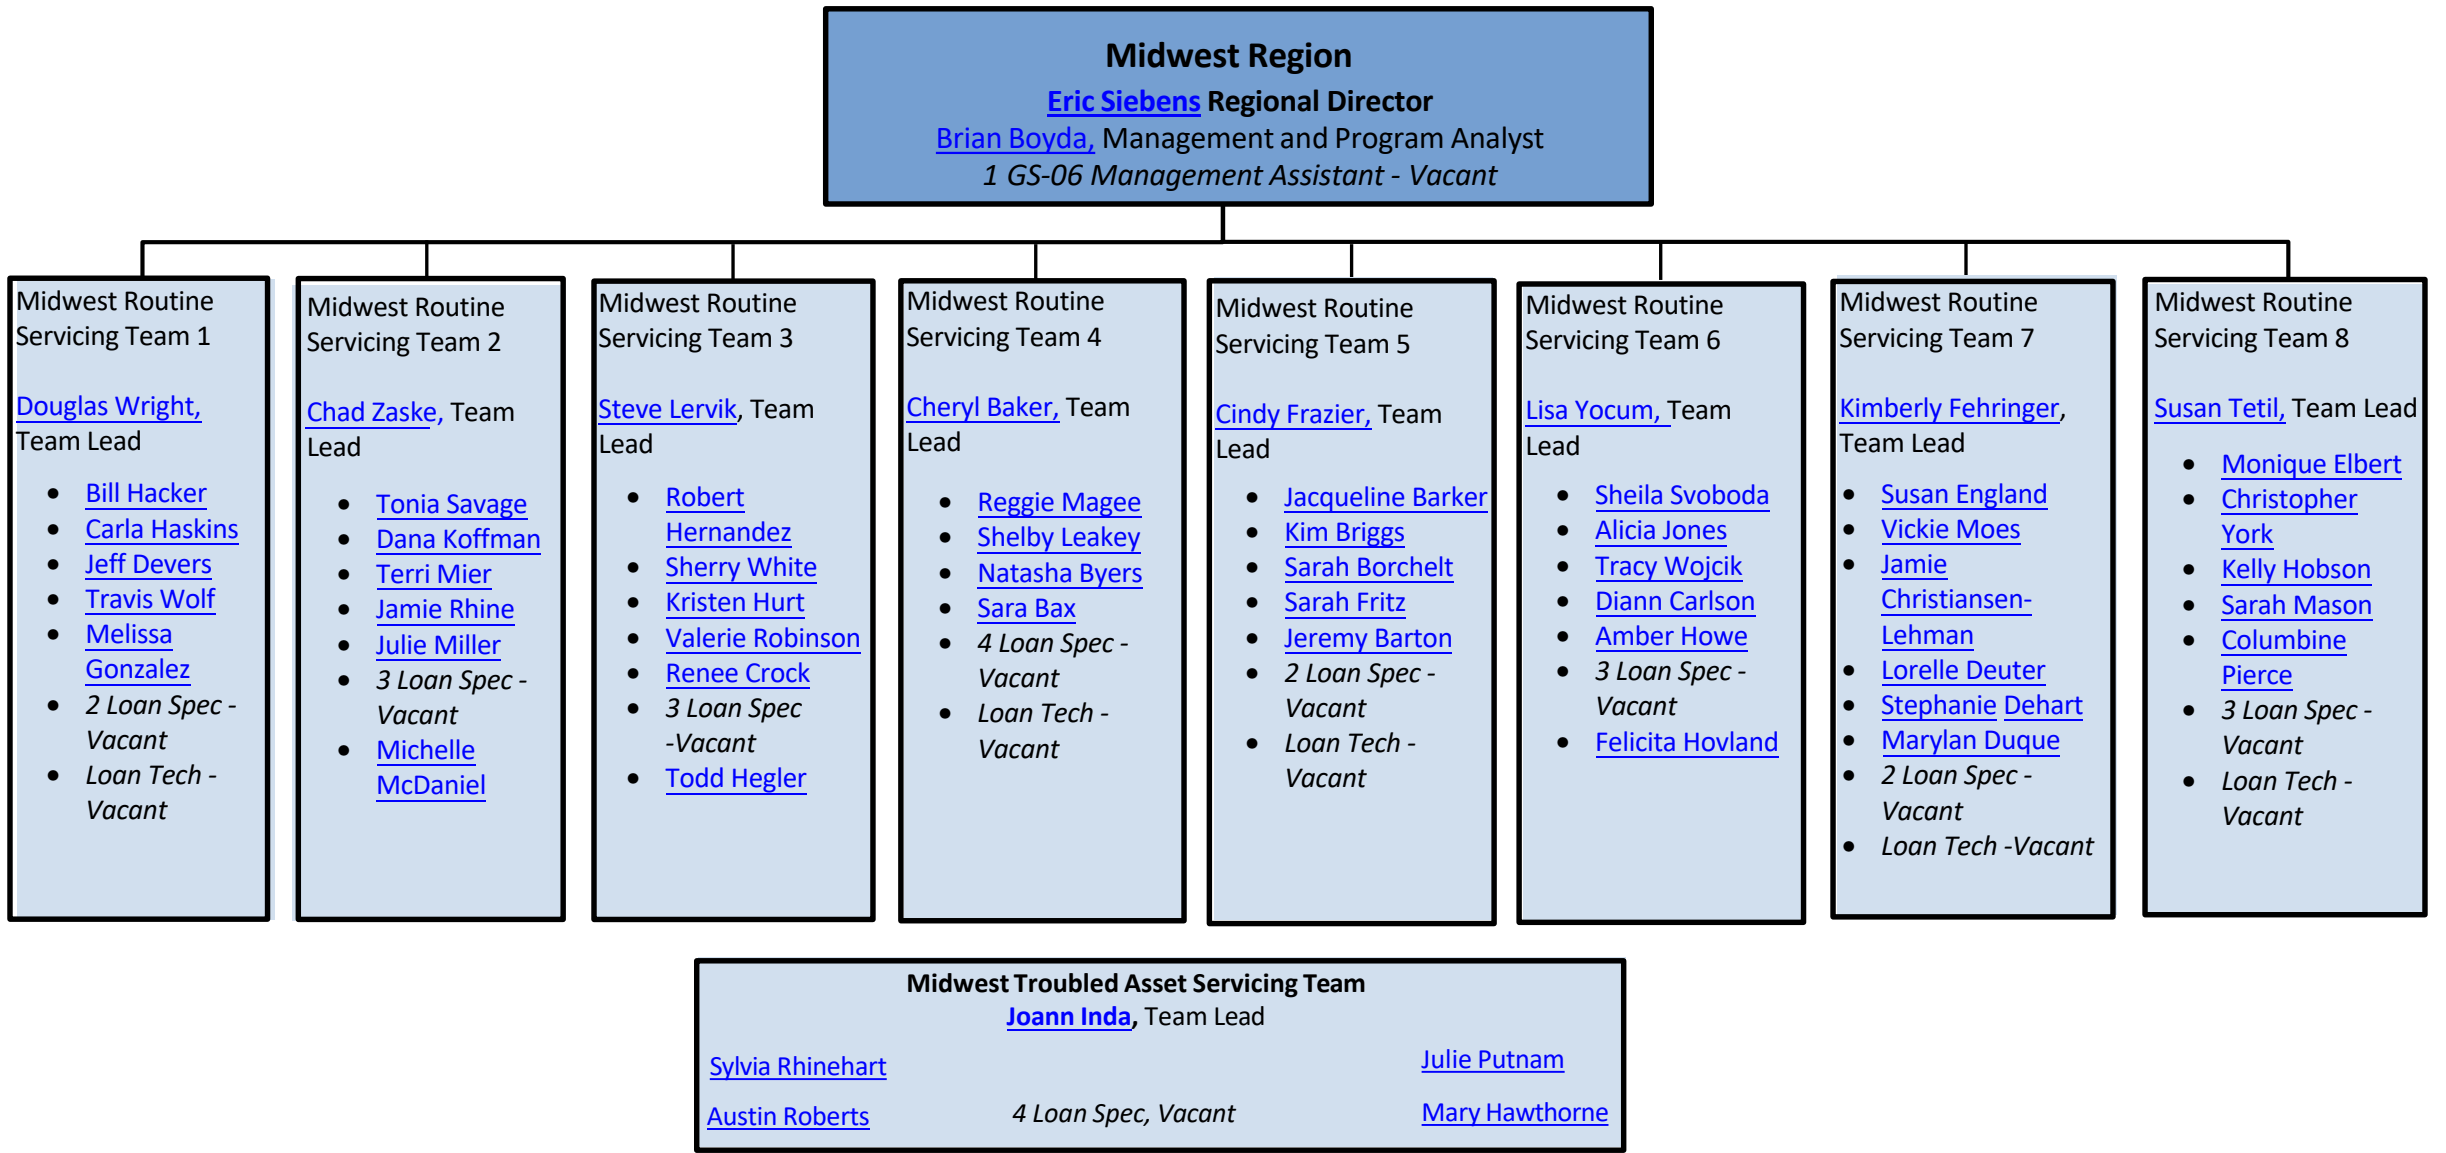 Midwest Region
Eric Siebens Regional Director
Brian Boyda, Management and Program Analyst
1 GS-06 Management Assistant - Vacant
Midwest Routine
Servicing Team 1
Douglas Wright,
Team Lead
Bill Hacker
Carla Haskins
Jeff Devers
Travis Wolf
Melissa
Gonzalez
2 Loan Spec -
Vacant
Loan Tech -
Vacant
Midwest Routine
Servicing Team 2
Chad Zaske, Team
Lead
Tonia Savage
Dana Koffman
Terri Mier
Jamie Rhine
Julie Miller
3 Loan Spec -
Vacant
Michelle
McDaniel
Midwest Routine
Servicing Team 3
Steve Lervik, Team
Lead
Robert
Hernandez
Sherry White
Kristen Hurt
Valerie Robinson
Renee Crock
3 Loan Spec
-Vacant
Todd Hegler
Midwest Routine
Servicing Team 4
Cheryl Baker, Team
Lead
Reggie Magee
Shelby Leakey
Natasha Byers
Sara Bax
4 Loan Spec -
Vacant
Loan Tech -
Vacant
Midwest Routine
Servicing Team 5
Cindy Frazier, Team
Lead
Jacqueline Barker
Kim Briggs
Sarah Borchelt
Sarah Fritz
Jeremy Barton
2 Loan Spec -
Vacant
Loan Tech -
Vacant
Midwest Routine
Servicing Team 6
Lisa Yocum, Team
Lead
Sheila Svoboda
Alicia Jones
Tracy Wojcik
Diann Carlson
Amber Howe
3 Loan Spec -
Vacant
Felicita Hovland
Midwest Routine
Servicing Team 7
Kimberly Fehringer,
Team Lead
Susan England
Vickie Moes
Jamie
Christiansen-
Lehman
Lorelle Deuter
Stephanie Dehart
Marylan Duque
2 Loan Spec -
Vacant
Loan Tech -Vacant
Midwest Routine
Servicing Team 8
Susan Tetil, Team Lead
Monique Elbert
Christopher
York
Kelly Hobson
Sarah Mason
Columbine
Pierce
3 Loan Spec -
Vacant
Loan Tech -
Vacant
Midwest Troubled Asset Servicing Team
Joann Inda, Team Lead
Sylvia Rhinehart
Julie Putnam
Austin Roberts
4 Loan Spec, Vacant
Mary Hawthorne